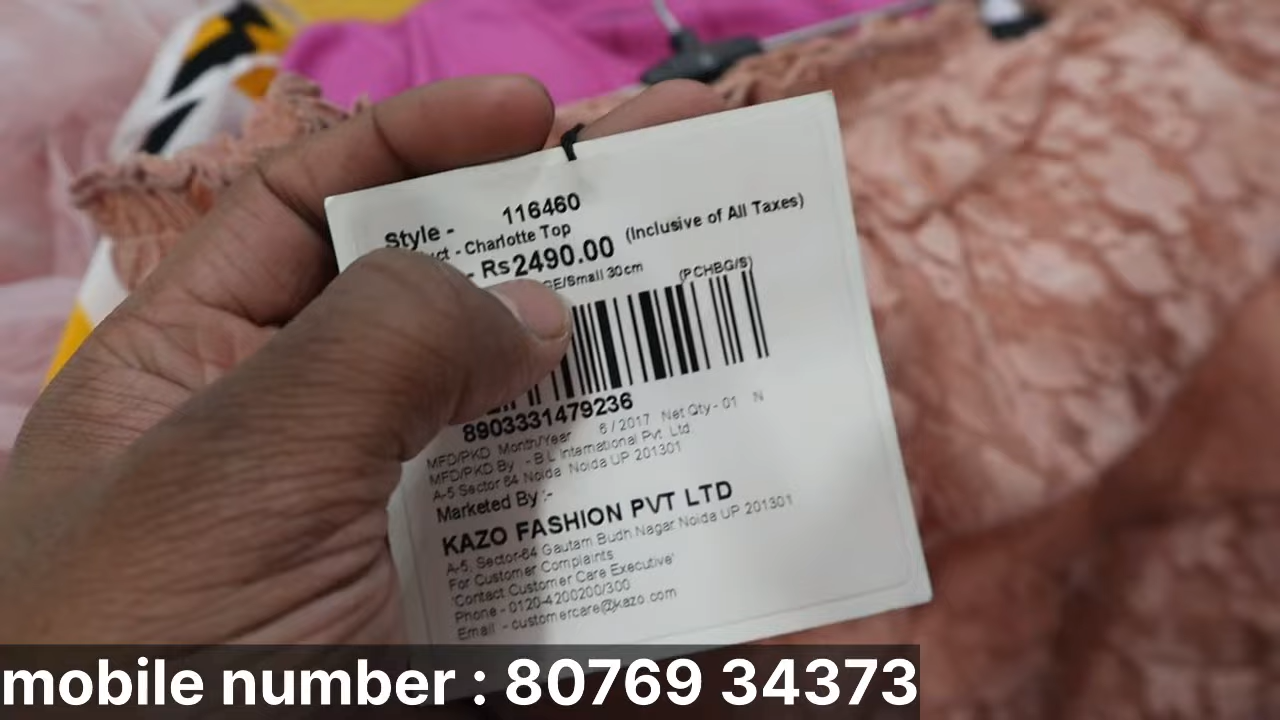 Style - 116460
ct - Charlotte Top
- Rs2490.00 (Inclusive of All Taxes)
GE/Small 30cm (PCHBG/S)
8903331479236
MFD/PKD Month/Year 6/2017 Net Qty- 01 N
MFD/PKD By - B L International Pvt. Ltd
A-5 Sector 64 Noida Noida UP 201301
Marketed By :-
KAZO FASHION PVT LTD
A-5, Sector-64 Gautam Budh Nagar Noida UP 201301
For Customer Complaints
'Contact Customer Care Executive'
Phone - 0120-4200200/300
Email - customercare@kazo.com
mobile number : 80769 34373